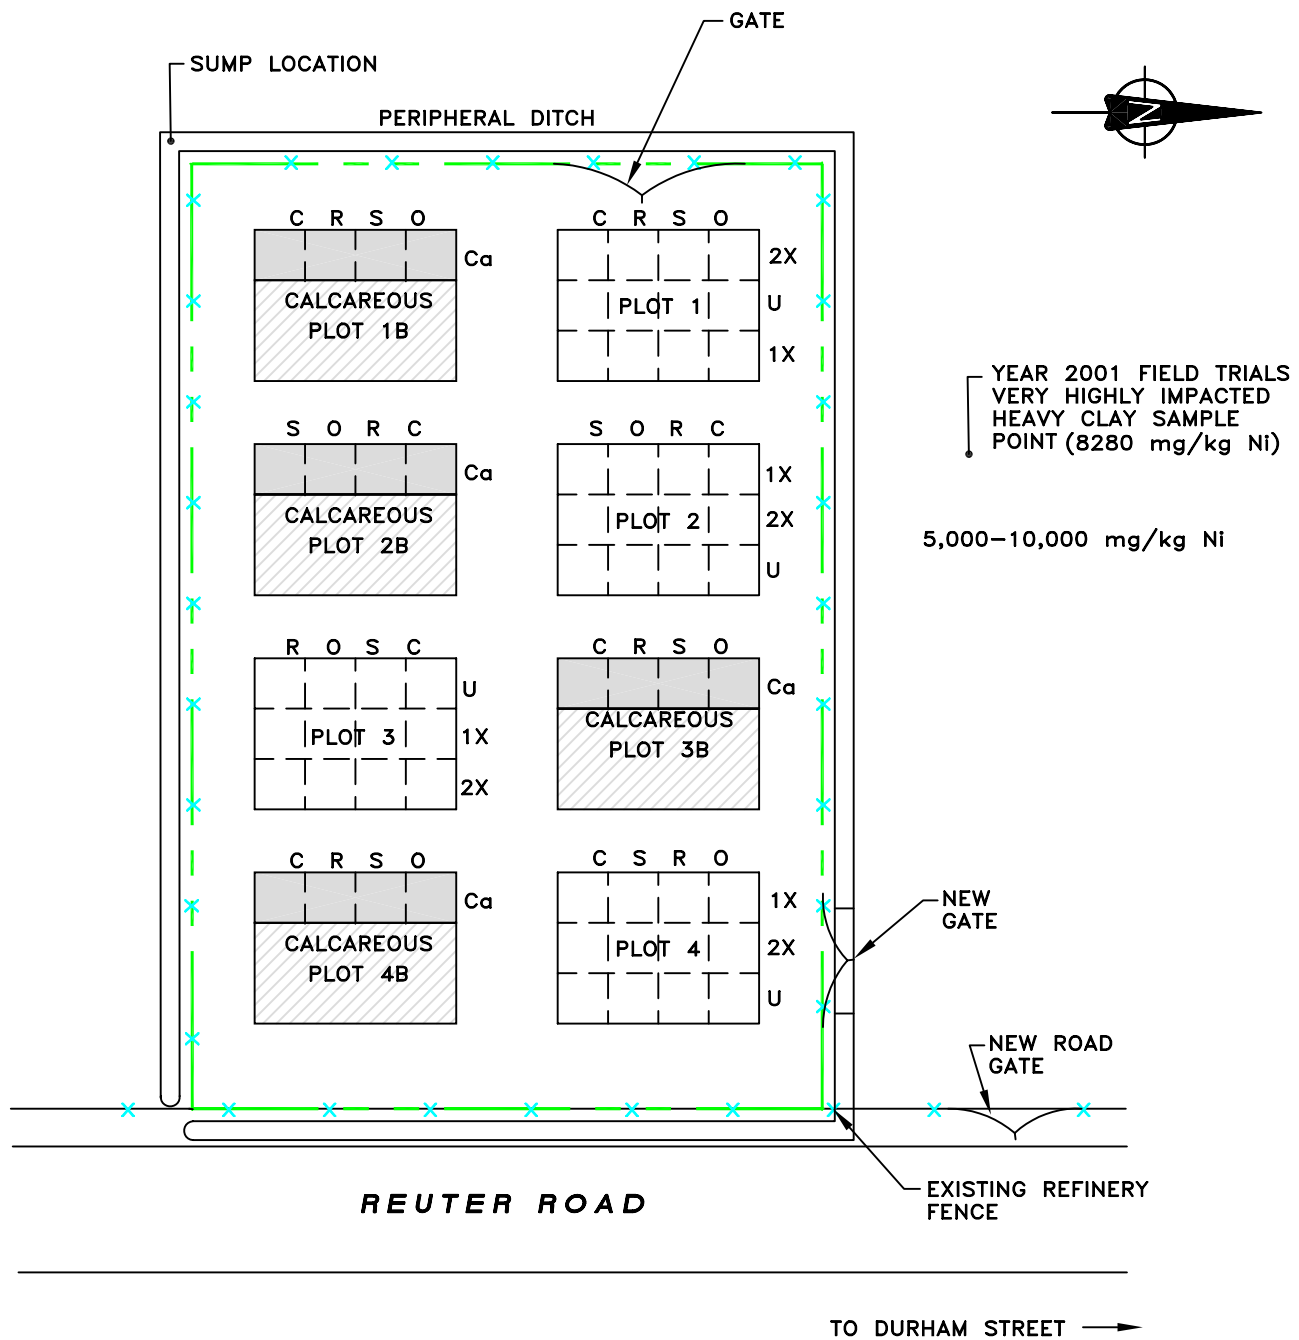 GATE
SUMP LOCATION
PERIPHERAL DITCH
N
C R S O
Ca
CALCAREOUS
PLOT 1B
C R S O
2X
PLOT 1
U
1X
YEAR 2001 FIELD TRIALS
VERY HIGHLY IMPACTED
HEAVY CLAY SAMPLE
POINT (8280 mg/kg Ni)
S O R C
Ca
CALCAREOUS
PLOT 2B
S O R C
1X
PLOT 2
2X
U
5,000-10,000 mg/kg Ni
R O S C
U
PLOT 3
1X
2X
C R S O
Ca
CALCAREOUS
PLOT 3B
C R S O
Ca
CALCAREOUS
PLOT 4B
C S R O
1X
PLOT 4
2X
U
NEW
GATE
NEW ROAD
GATE
EXISTING REFINERY
FENCE
REUTER ROAD
TO DURHAM STREET